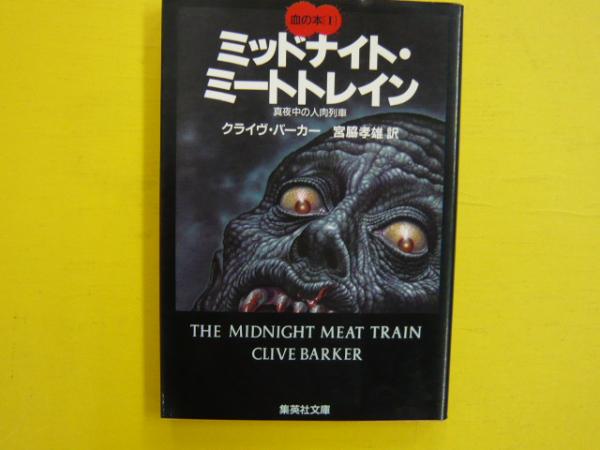 血の本[I]
ミッドナイト・
ミートトレイン
真夜中の人肉列車
クライヴ・バーカー 宮脇孝雄 訳
THE MIDNIGHT MEAT TRAIN
CLIVE BARKER
集英社文庫